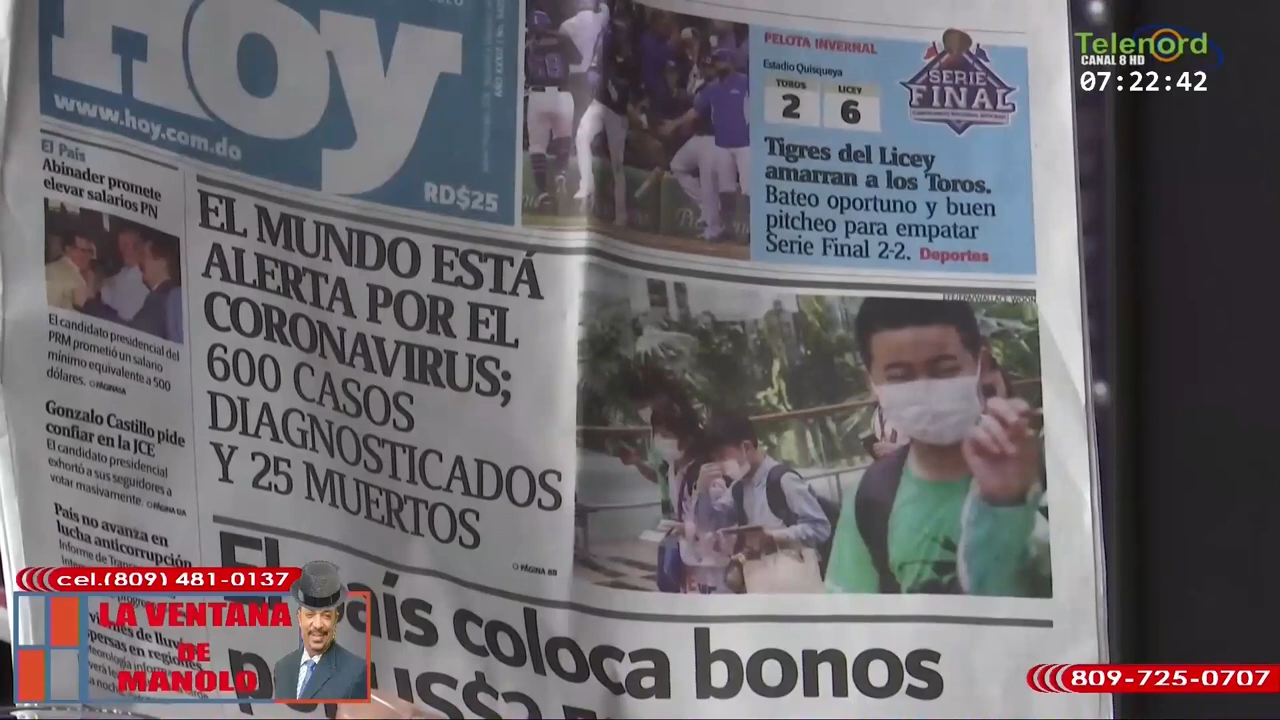 Hoy
www.hoy.com.do
RD$25
PELOTA INVERNAL
Estadio Quisqueya
TOROS
LICEY
2
6
SERIE
FINAL
Tigres del Licey
amarran a los Toros.
Bateo oportuno y buen
pitcheo para empatar
Serie Final 2-2. Deportes
Telenord
CANAL 8 HD
07:22:42
El País
Abinader promete
elevar salarios PN
El candidato presidencial del
PRM prometió un salario
mínimo equivalente a 500
dólares.
Gonzalo Castillo pide
confiar en la JCE
El candidato presidencial
exhortó a sus seguidores a
votar masivamente.
País no avanza en
lucha anticorrupción
EL MUNDO ESTÁ
ALERTA POR EL
CORONAVIRUS;
600 CASOS
DIAGNOSTICADOS
Y 25 MUERTOS
PÁGINA 8B
El país coloca bonos
cel.(809) 481-0137
LA VENTANA
DE
MANOLO
809-725-0707